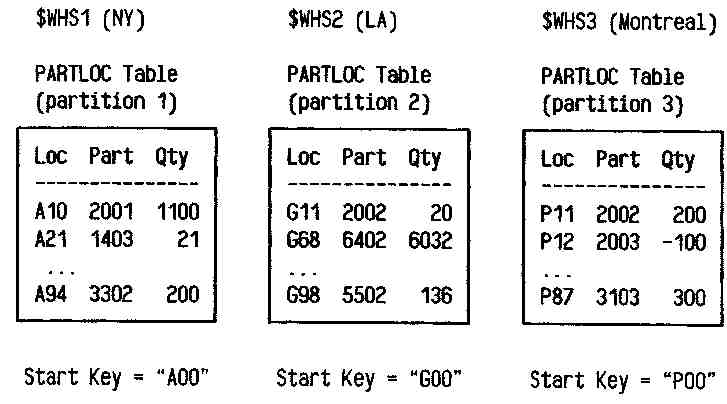 $WHS1 (NY)
PARTLOC Table
(partition 1)
Loc Part Qty
----------------
A10 2001 1100
A21 1403 21
...
A94 3302 200
Start Key = “A00”
$WHS2 (LA)
PARTLOC Table
(partition 2)
Loc Part Qty
----------------
G11 2002 20
G68 6402 6032
...
G98 5502 136
Start Key = “G00”
$WHS3 (Montreal)
PARTLOC Table
(partition 3)
Loc Part Qty
----------------
P11 2002 200
P12 2003 -100
...
P87 3103 300
Start Key = “P00”